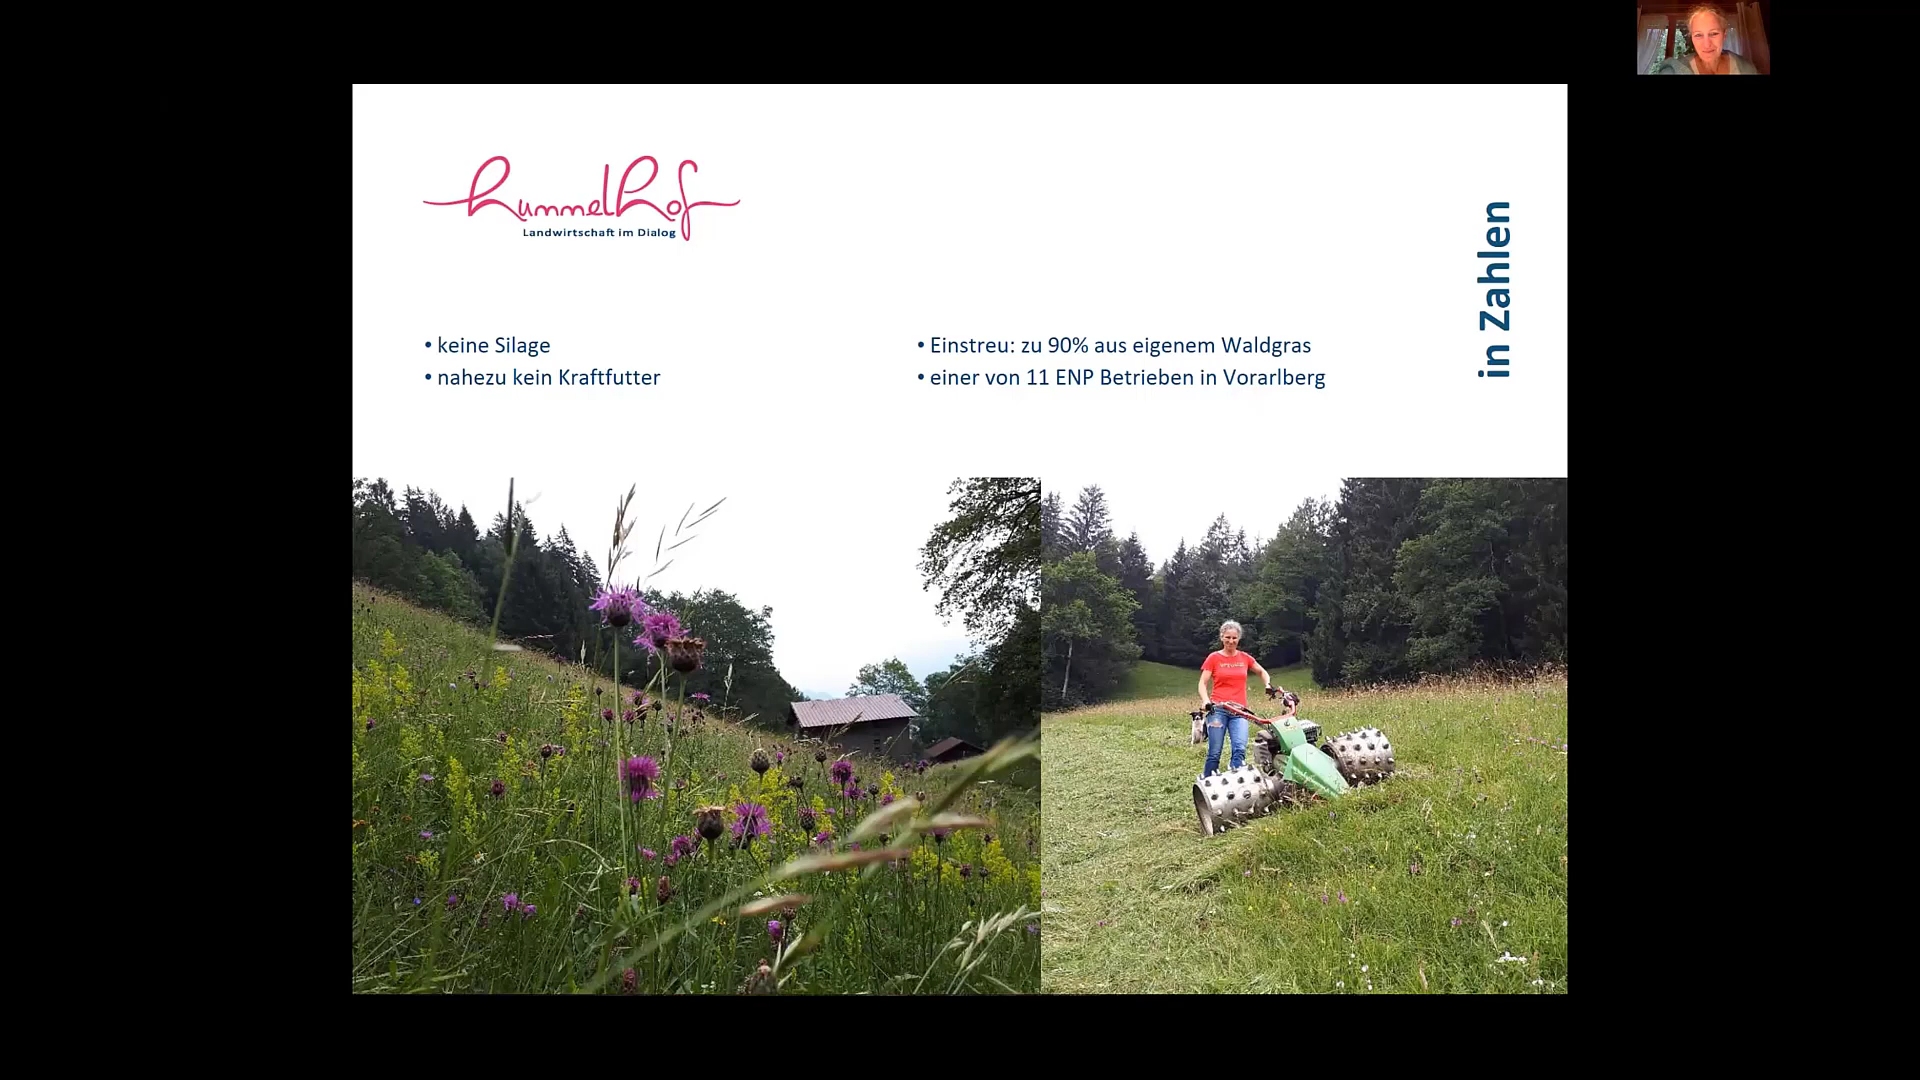 hummelhof
Landwirtschaft im Dialog
in Zahlen
• keine Silage
• nahezu kein Kraftfutter
• Einstreu: zu 90% aus eigenem Waldgras
• einer von 11 ENP Betrieben in Vorarlberg